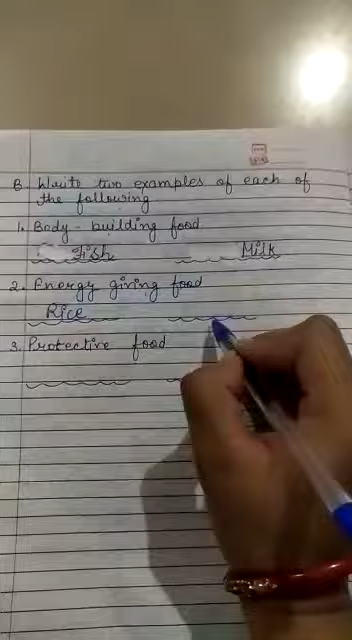 B. Write two examples of each of
the following
1. Body-building food
Fish Milk
2. Energy giving food
Rice
3. Protective food